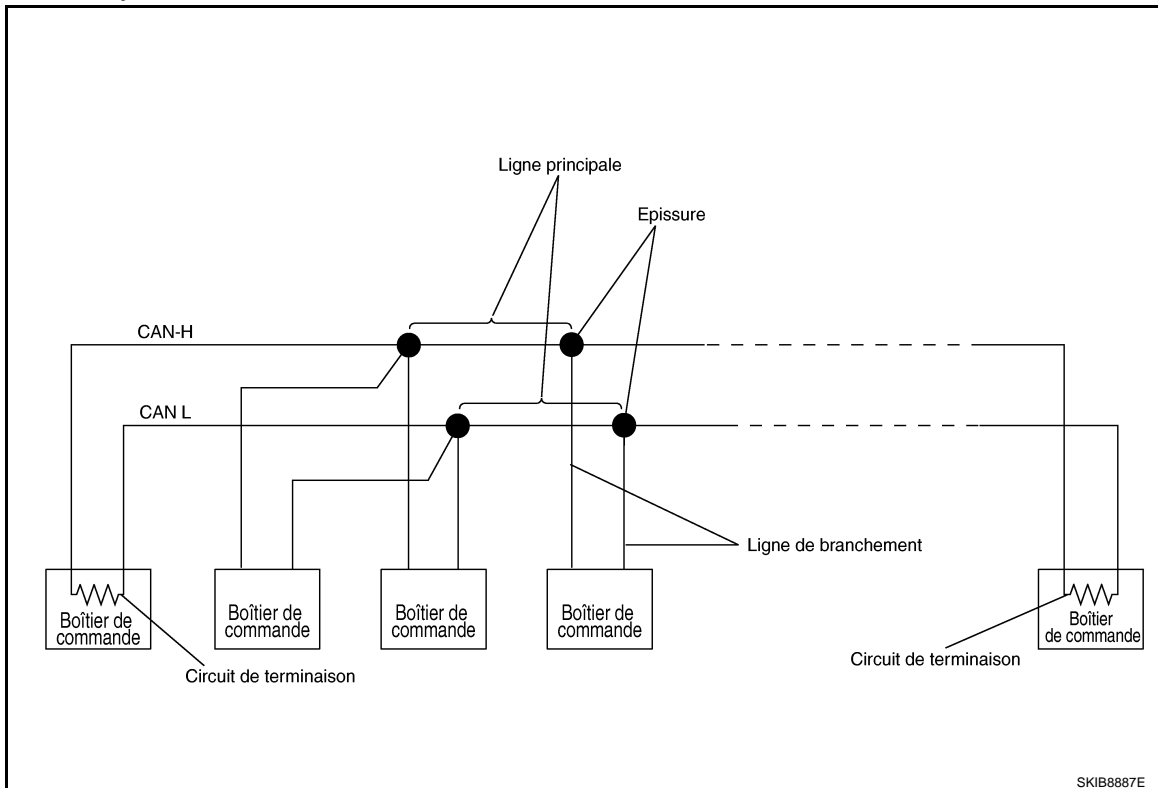 Ligne principale
Epissure
CAN-H
CAN L
Ligne de branchement
Boîtier de
commande
Boîtier de
commande
Boîtier de
commande
Boîtier de
commande
Boîtier
de commande
Circuit de terminaison
Circuit de terminaison
SKIB8887E